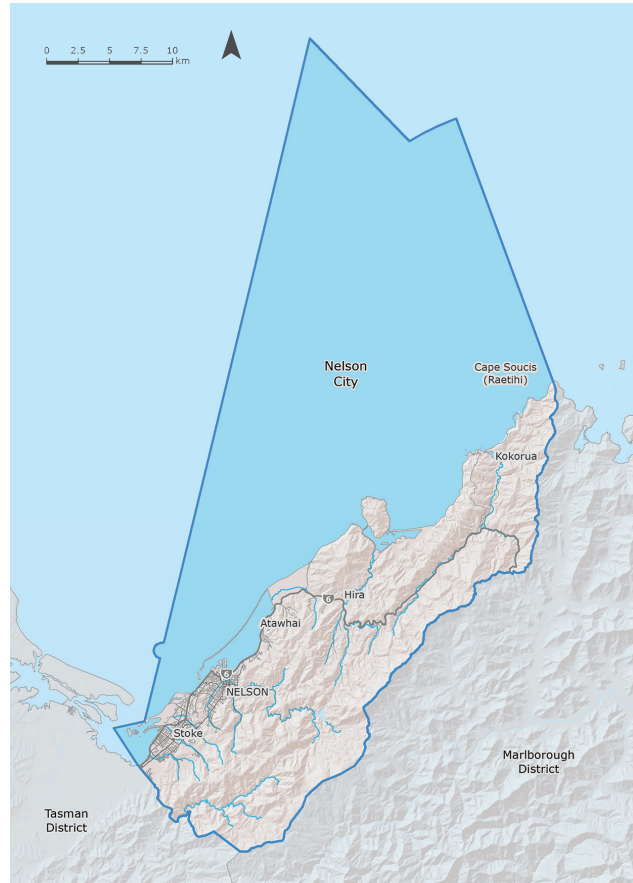 0 2.5 5 7.5 10
km
Nelson
City
Cape Soucis
(Raetihi)
Kokorua
Hira
6
Atawhai
6
NELSON
Stoke
Marlborough
District
Tasman
District